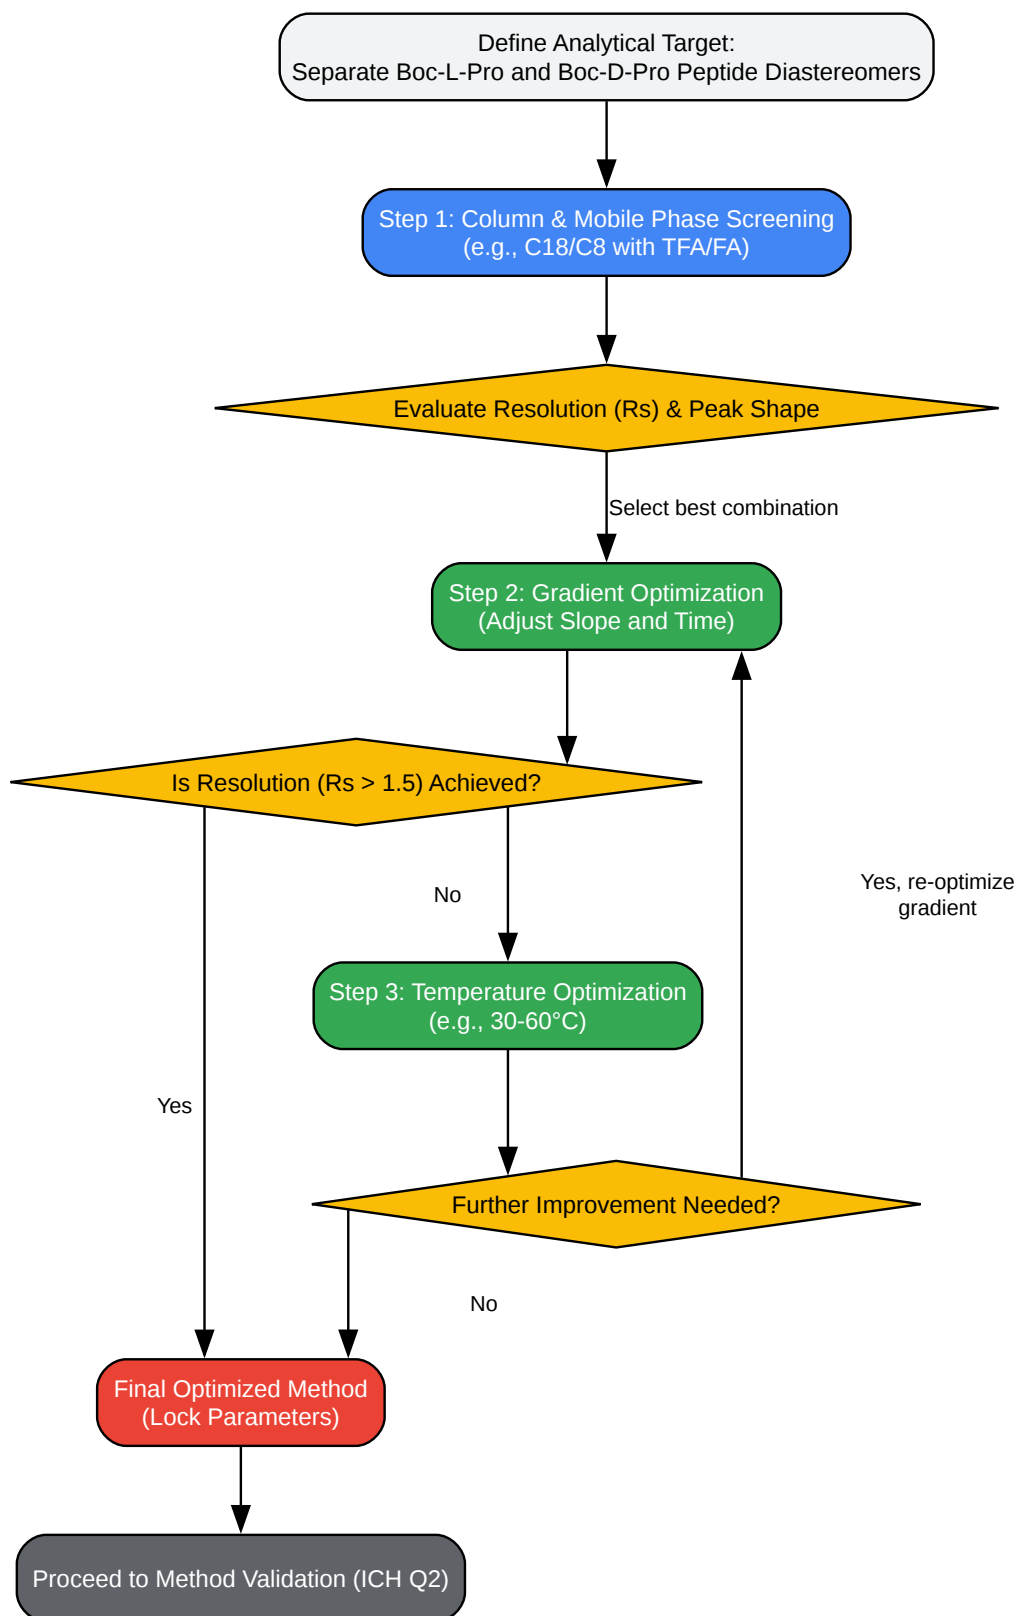 Define Analytical Target:
Separate Boc-L-Pro and Boc-D-Pro Peptide Diastereomers
Step 1: Column & Mobile Phase Screening
(e.g., C18/C8 with TFA/FA)
Evaluate Resolution (Rs) & Peak Shape
Select best combination
Step 2: Gradient Optimization
(Adjust Slope and Time)
Is Resolution (Rs > 1.5) Achieved?
Yes, re-optimize
gradient
No
Step 3: Temperature Optimization
(e.g., 30-60°C)
Yes
Further Improvement Needed?
No
Final Optimized Method
(Lock Parameters)
Proceed to Method Validation (ICH Q2)